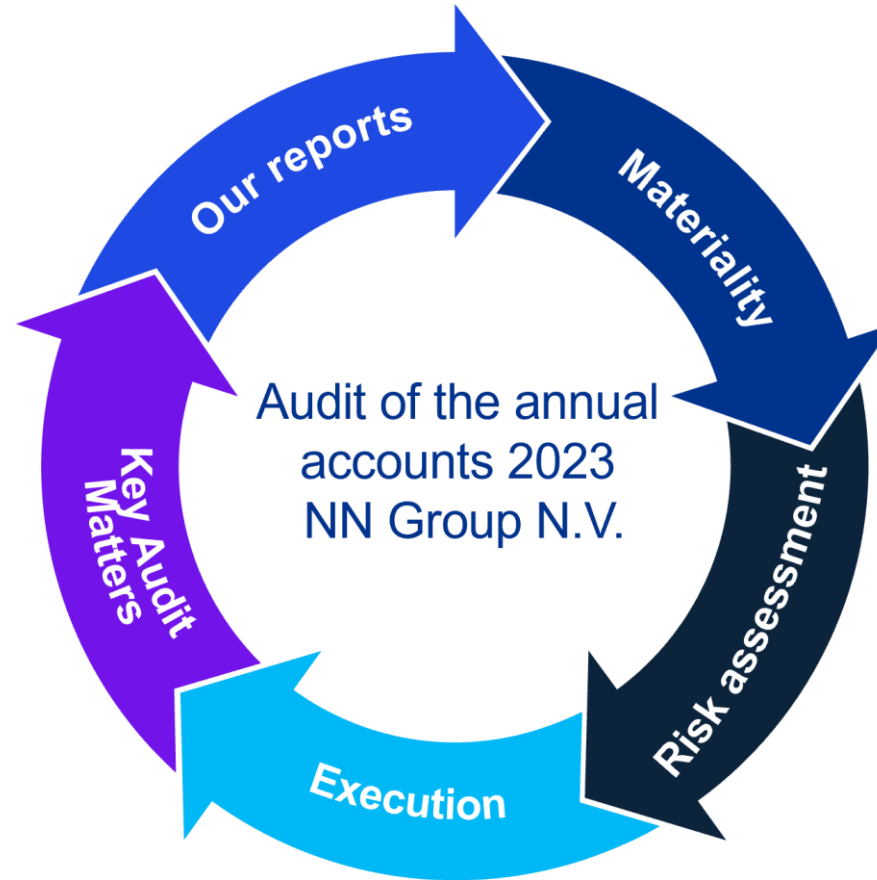 Our reports
Materiality
Risk assessment
Execution
Key Audit
Matters
Audit of the annual
accounts 2023
NN Group N.V.